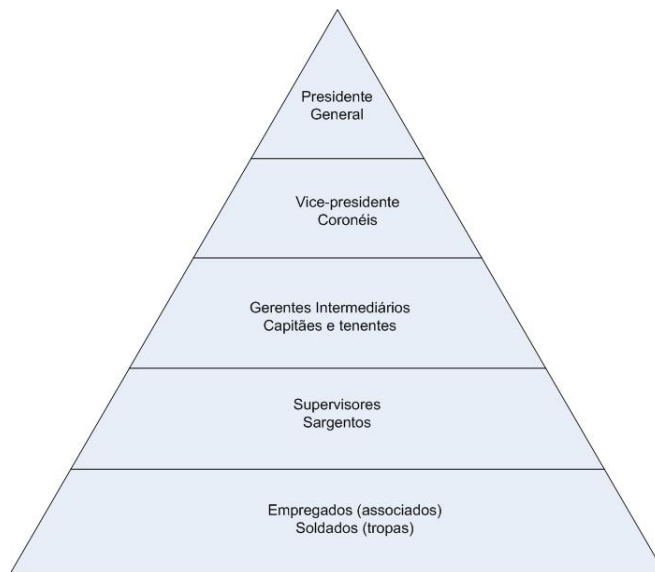 Presidente
General
Vice-presidente
Coronéis
Gerentes Intermediários
Capitães e tenentes
Supervisores
Sargentos
Empregados (associados)
Soldados (tropas)